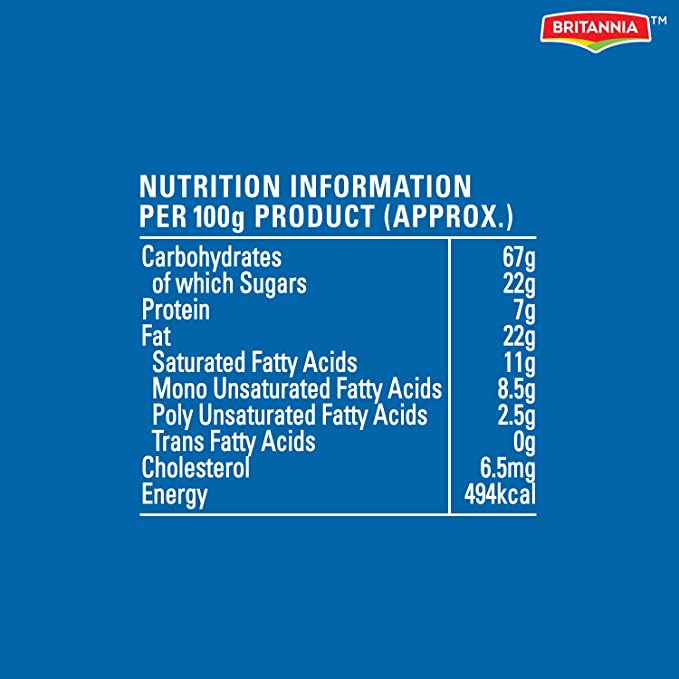 BRITANNIA™
NUTRITION INFORMATION
PER 100g PRODUCT (APPROX.)
Carbohydrates 67g
of which Sugars 22g
Protein 7g
Fat 22g
Saturated Fatty Acids 11g
Mono Unsaturated Fatty Acids 8.5g
Poly Unsaturated Fatty Acids 2.5g
Trans Fatty Acids 0g
Cholesterol 6.5mg
Energy 494kcal